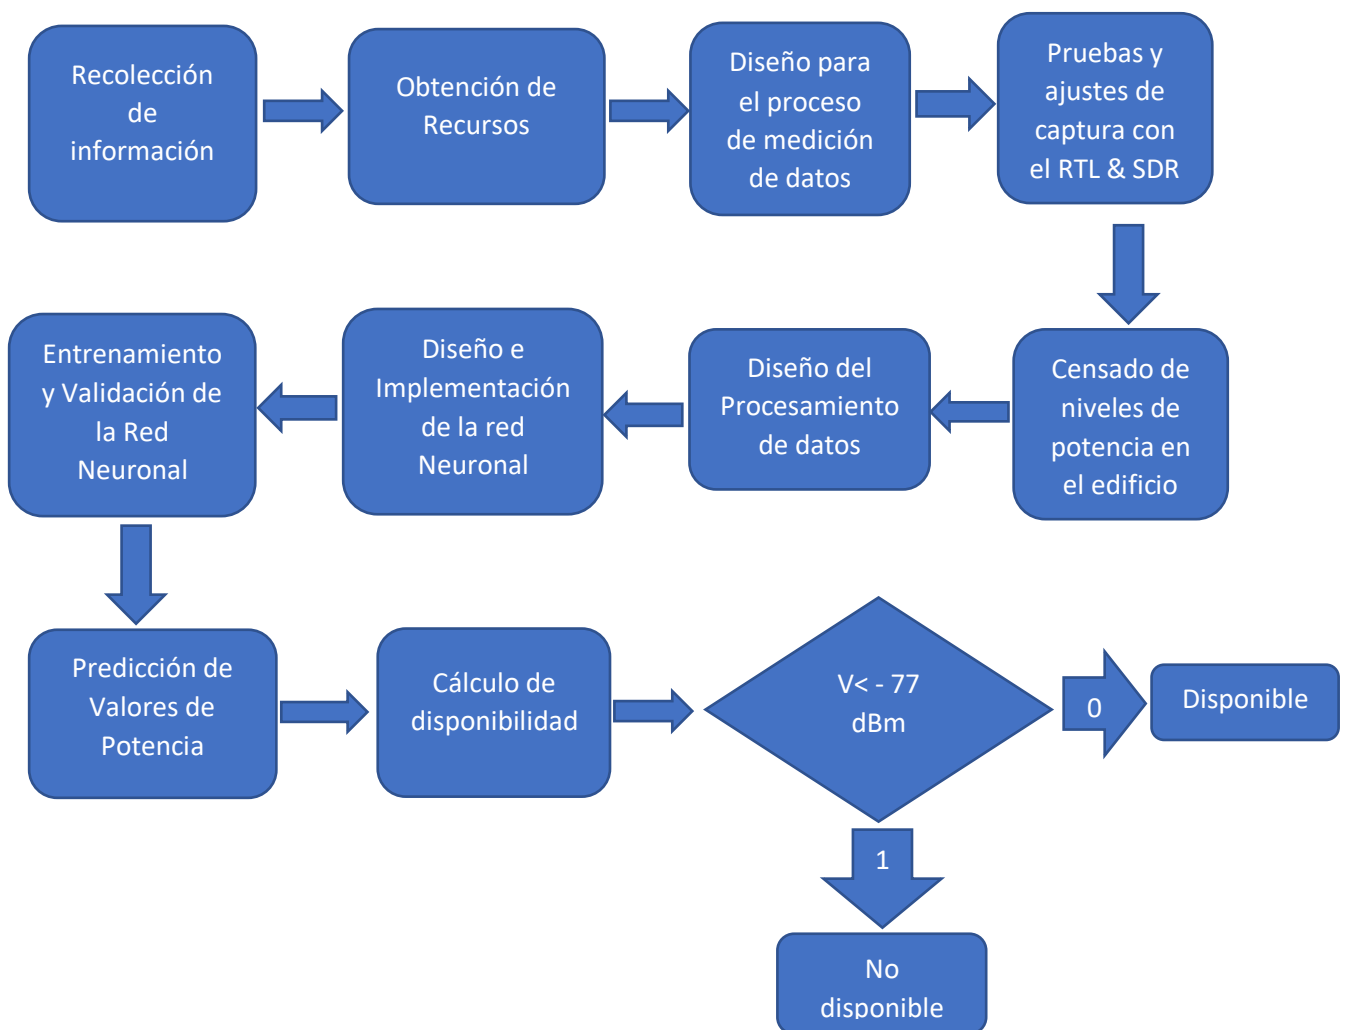 Recolección
de
información
Obtención de
Recursos
Diseño para
el proceso
de medición
de datos
Pruebas y
ajustes de
captura con
el RTL & SDR
Entrenamiento
y Validación de
la Red
Neuronal
Diseño e
Implementación
de la red
Neuronal
Diseño del
Procesamiento
de datos
Censado de
niveles de
potencia en
el edificio
Predicción de
Valores de
Potencia
Cálculo de
disponibilidad
V< - 77
dBm
0
Disponible
1
No
disponible